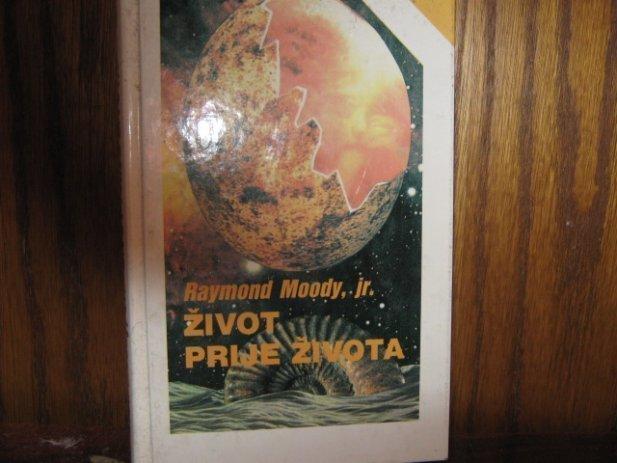 Raymond Moody, jr.
ŽIVOT
PRIJE ŽIVOTA